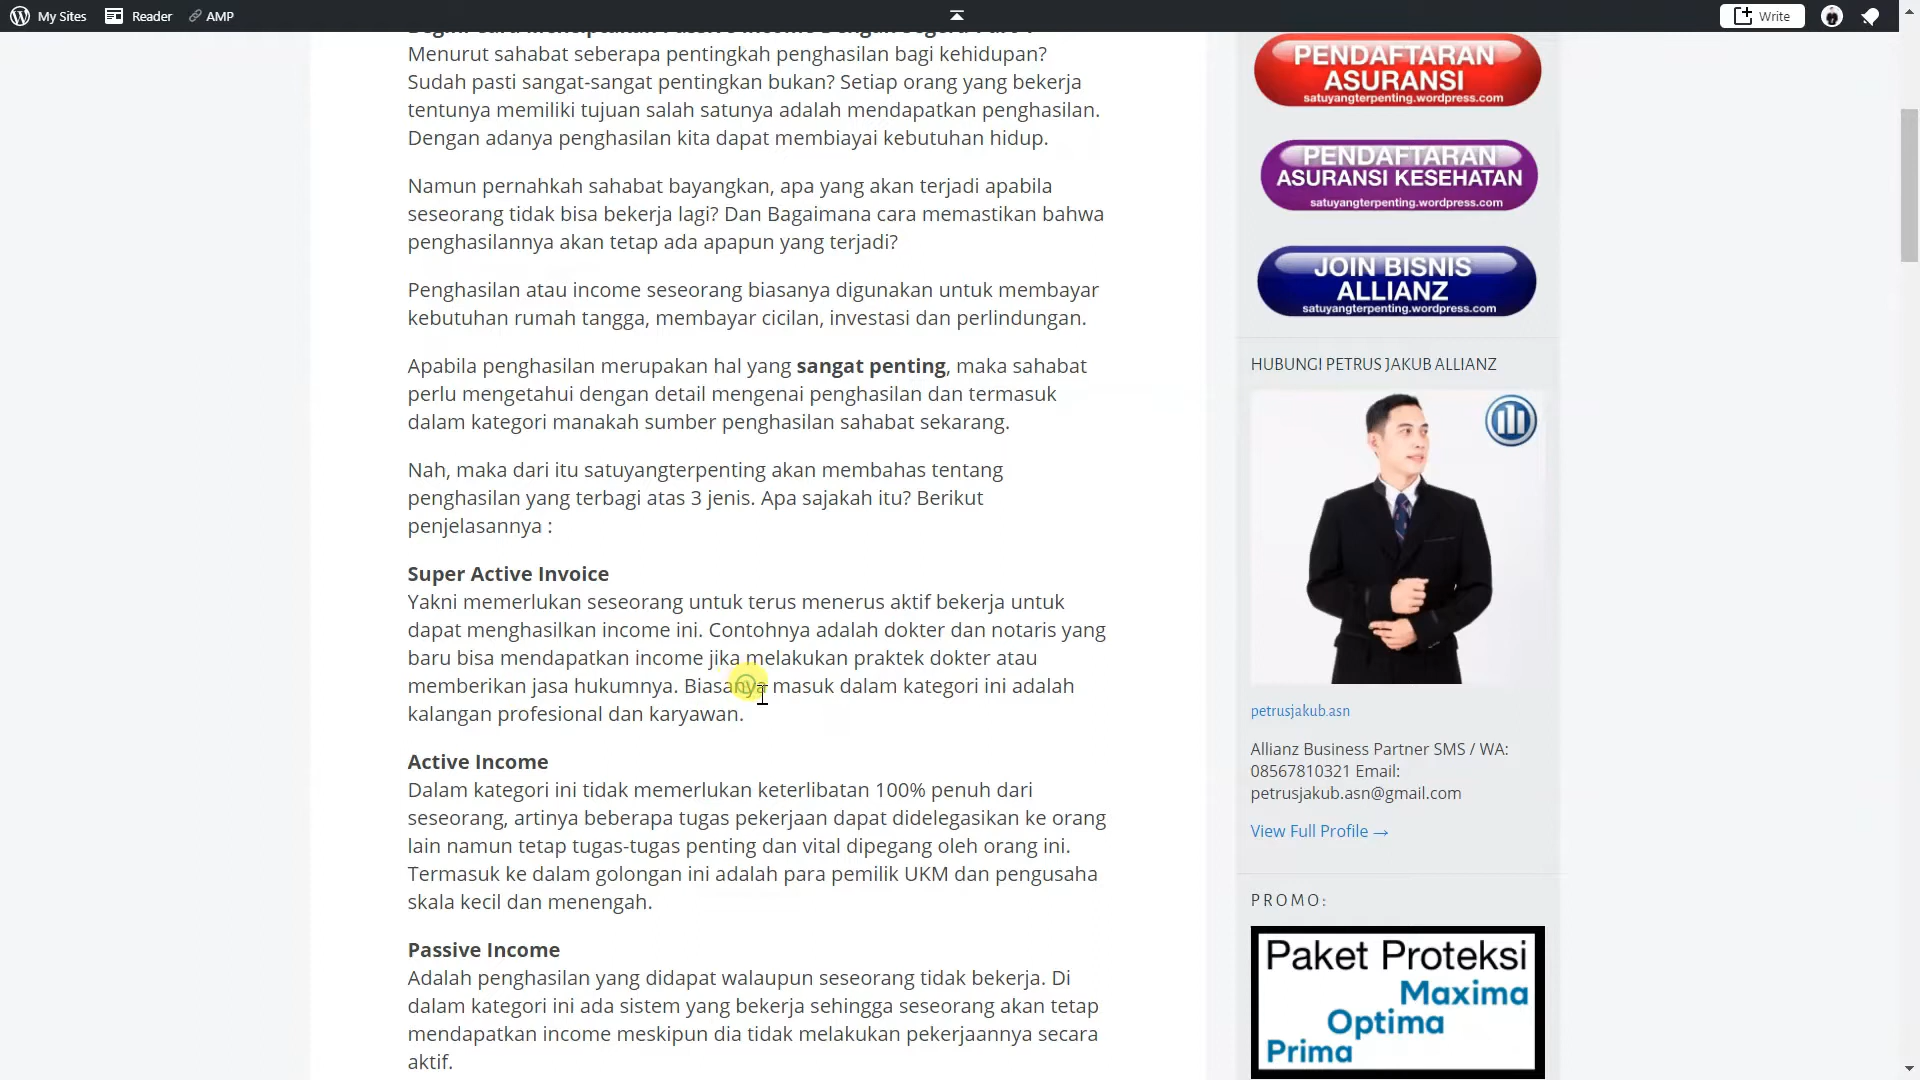 My Sites
Reader
AMP
Write
Menurut sahabat seberapa pentingkah penghasilan bagi kehidupan?
Sudah pasti sangat-sangat pentingkan bukan? Setiap orang yang bekerja
tentunya memiliki tujuan salah satunya adalah mendapatkan penghasilan.
Dengan adanya penghasilan kita dapat membiayai kebutuhan hidup.
Namun pernahkah sahabat bayangkan, apa yang akan terjadi apabila
seseorang tidak bisa bekerja lagi? Dan Bagaimana cara memastikan bahwa
penghasilannya akan tetap ada apapun yang terjadi?
Penghasilan atau income seseorang biasanya digunakan untuk membayar
kebutuhan rumah tangga, membayar cicilan, investasi dan perlindungan.
Apabila penghasilan merupakan hal yang sangat penting, maka sahabat
perlu mengetahui dengan detail mengenai penghasilan dan termasuk
dalam kategori manakah sumber penghasilan sahabat sekarang.
Nah, maka dari itu satuyangterpenting akan membahas tentang
penghasilan yang terbagi atas 3 jenis. Apa sajakah itu? Berikut
penjelasannya :
Super Active Invoice
Yakni memerlukan seseorang untuk terus menerus aktif bekerja untuk
dapat menghasilkan income ini. Contohnya adalah dokter dan notaris yang
baru bisa mendapatkan income jika melakukan praktek dokter atau
memberikan jasa hukumnya. Biasanya masuk dalam kategori ini adalah
kalangan profesional dan karyawan.
Active Income
Dalam kategori ini tidak memerlukan keterlibatan 100% penuh dari
seseorang, artinya beberapa tugas pekerjaan dapat didelegasikan ke orang
lain namun tetap tugas-tugas penting dan vital dipegang oleh orang ini.
Termasuk ke dalam golongan ini adalah para pemilik UKM dan pengusaha
skala kecil dan menengah.
Passive Income
Adalah penghasilan yang didapat walaupun seseorang tidak bekerja. Di
dalam kategori ini ada sistem yang bekerja sehingga seseorang akan tetap
mendapatkan income meskipun dia tidak melakukan pekerjaannya secara
aktif.
PENDAFTARAN
ASURANSI
satuyangterpenting.wordpress.com
PENDAFTARAN
ASURANSI KESEHATAN
satuyangterpenting.wordpress.com
JOIN BISNIS
ALLIANZ
satuyangterpenting.wordpress.com
HUBUNGI PETRUS JAKUB ALLIANZ
petrusjakub.asn
Allianz Business Partner SMS / WA:
08567810321 Email:
petrusjakub.asn@gmail.com
View Full Profile →
PROMO:
Paket Proteksi
Maxima
Optima
Prima